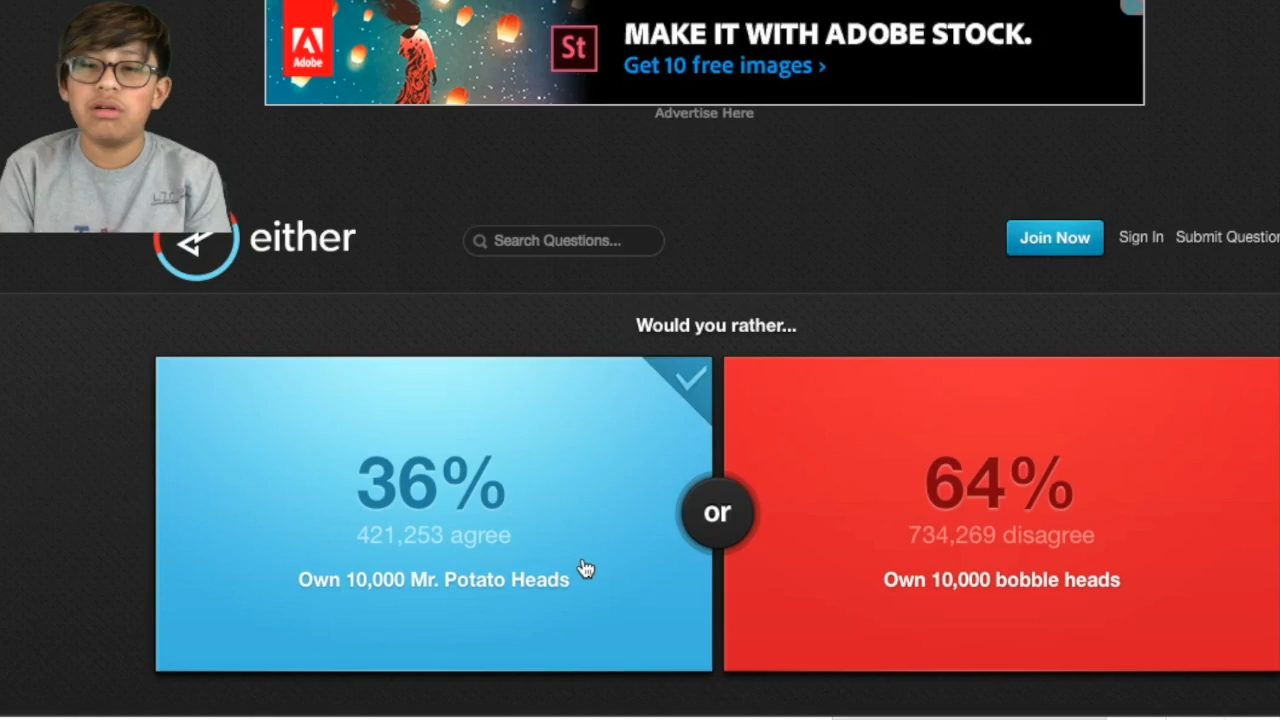 Adobe
St
MAKE IT WITH ADOBE STOCK.
Get 10 free images ›
Advertise Here
either
Search Questions...
Join Now
Sign In
Submit Question
Would you rather...
36%
421,253 agree
Own 10,000 Mr. Potato Heads
or
64%
734,269 disagree
Own 10,000 bobble heads